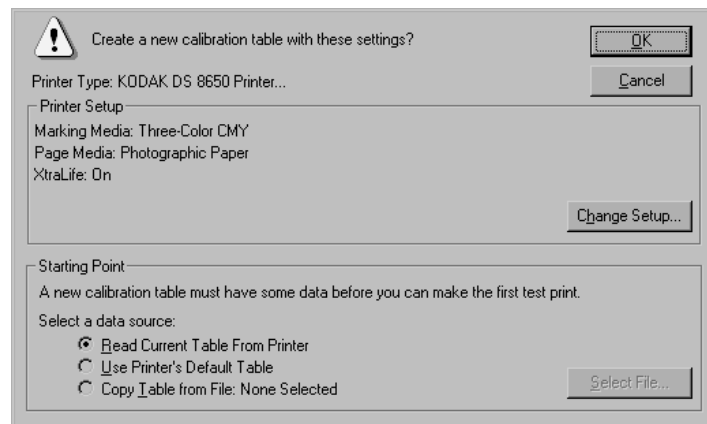 Create a new calibration table with these settings?
OK
Printer Type: KODAK DS 8650 Printer...
Cancel
Printer Setup
Marking Media: Three-Color CMY
Page Media: Photographic Paper
XtraLife: On
Change Setup...
Starting Point
A new calibration table must have some data before you can make the first test print.
Select a data source:
Read Current Table From Printer
Use Printer's Default Table
Copy Table from File: None Selected
Select File...